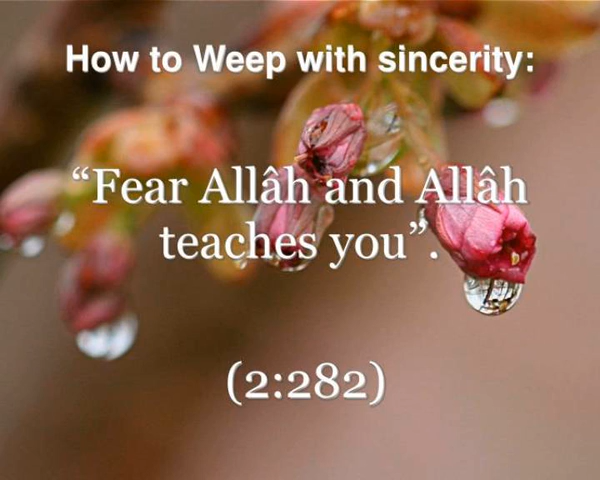 How to Weep with sincerity:
“Fear Allâh and Allâh
teaches you”.
(2:282)